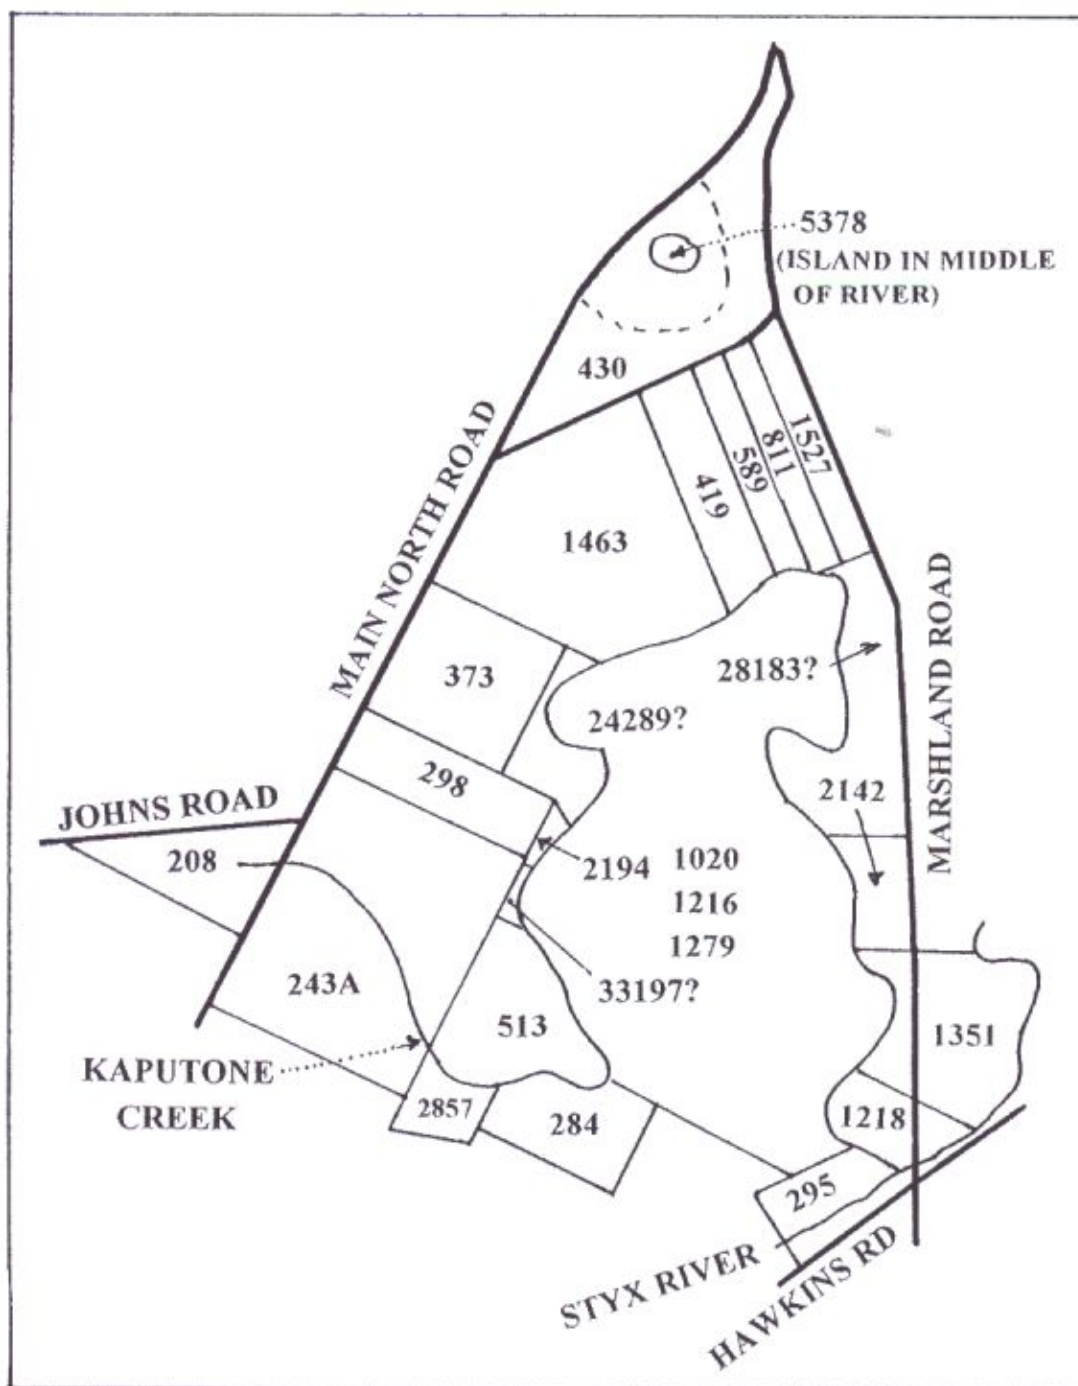 5378
(ISLAND IN MIDDLE
OF RIVER)
430
MAIN NORTH ROAD
1527
811
589
419
1463
MARSHLAND ROAD
28183?
373
24289?
298
2142
JOHNS ROAD
208
2194
1020
1216
1279
33197?
243A
513
1351
KAPUTONE
CREEK
2857
284
1218
295
STYX RIVER
HAWKINS RD